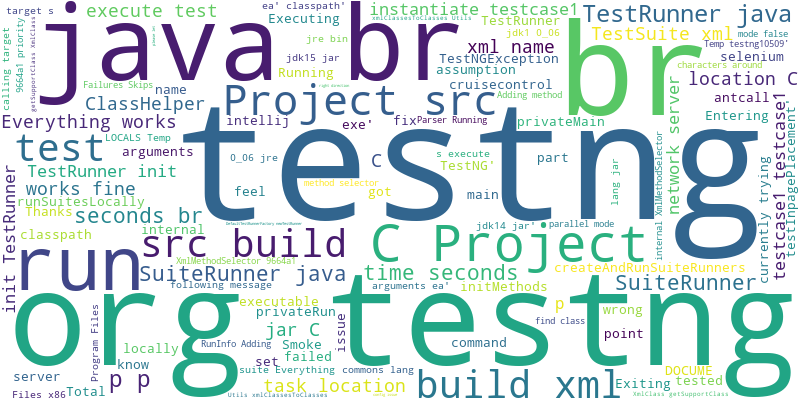 target s
execute test
ea' classpath'
instantiate testcase1
xmlClassesToClasses Utils
TestRunner
TestRunner java
java br
br
Executing
jre bin
jdk1 0_06
TestSuite xml
mode false
calling target
9664a1 priority
getSupportClass XmlClass
jdk15 jar
xml name
TestNGException
assumption
Temp testng10509'
selenium
characters around
Running
Failures Skips
right direction
cruisecontrol
location C
name
ClassHelper
Project src
Adding method
antcall
Everything works
intellij
exe'
fix
Parser Running
privateMain
Entering
LOCALS Temp
test
arguments
testng
0_06 jre
C
s execute
TestNG'
part
lang jar
internal XmlMethodSelector
network server
currently trying
testcase1 testcase1
testInpagePlacement'
TestRunner init
works fine
feel
method selector
got
main
runSuitesLocally
Thanks
seconds br
DefaultTestRunnerFactory newTestRunner
jdk14 jar'
parallel mode
classpath
internal
src build
C Project
init TestRunner
run
XmlMethodSelector 9664a1
SuiteRunner java
time seconds
createAndRunSuiteRunners
SuiteRunner
following message
arguments ea'
initMethods
p
wrong
org testng
executable
privateRun
Program Files
jar C
issue
find class
point
locally
RunInfo Adding
Smoke
failed
command
know
p p
set
suite Everything
commons lang
DOCUME
server
task location
build xml
Exiting
tested
Files x86
Total
Utils xmlClassesToClasses
XmlClass getSupportClass